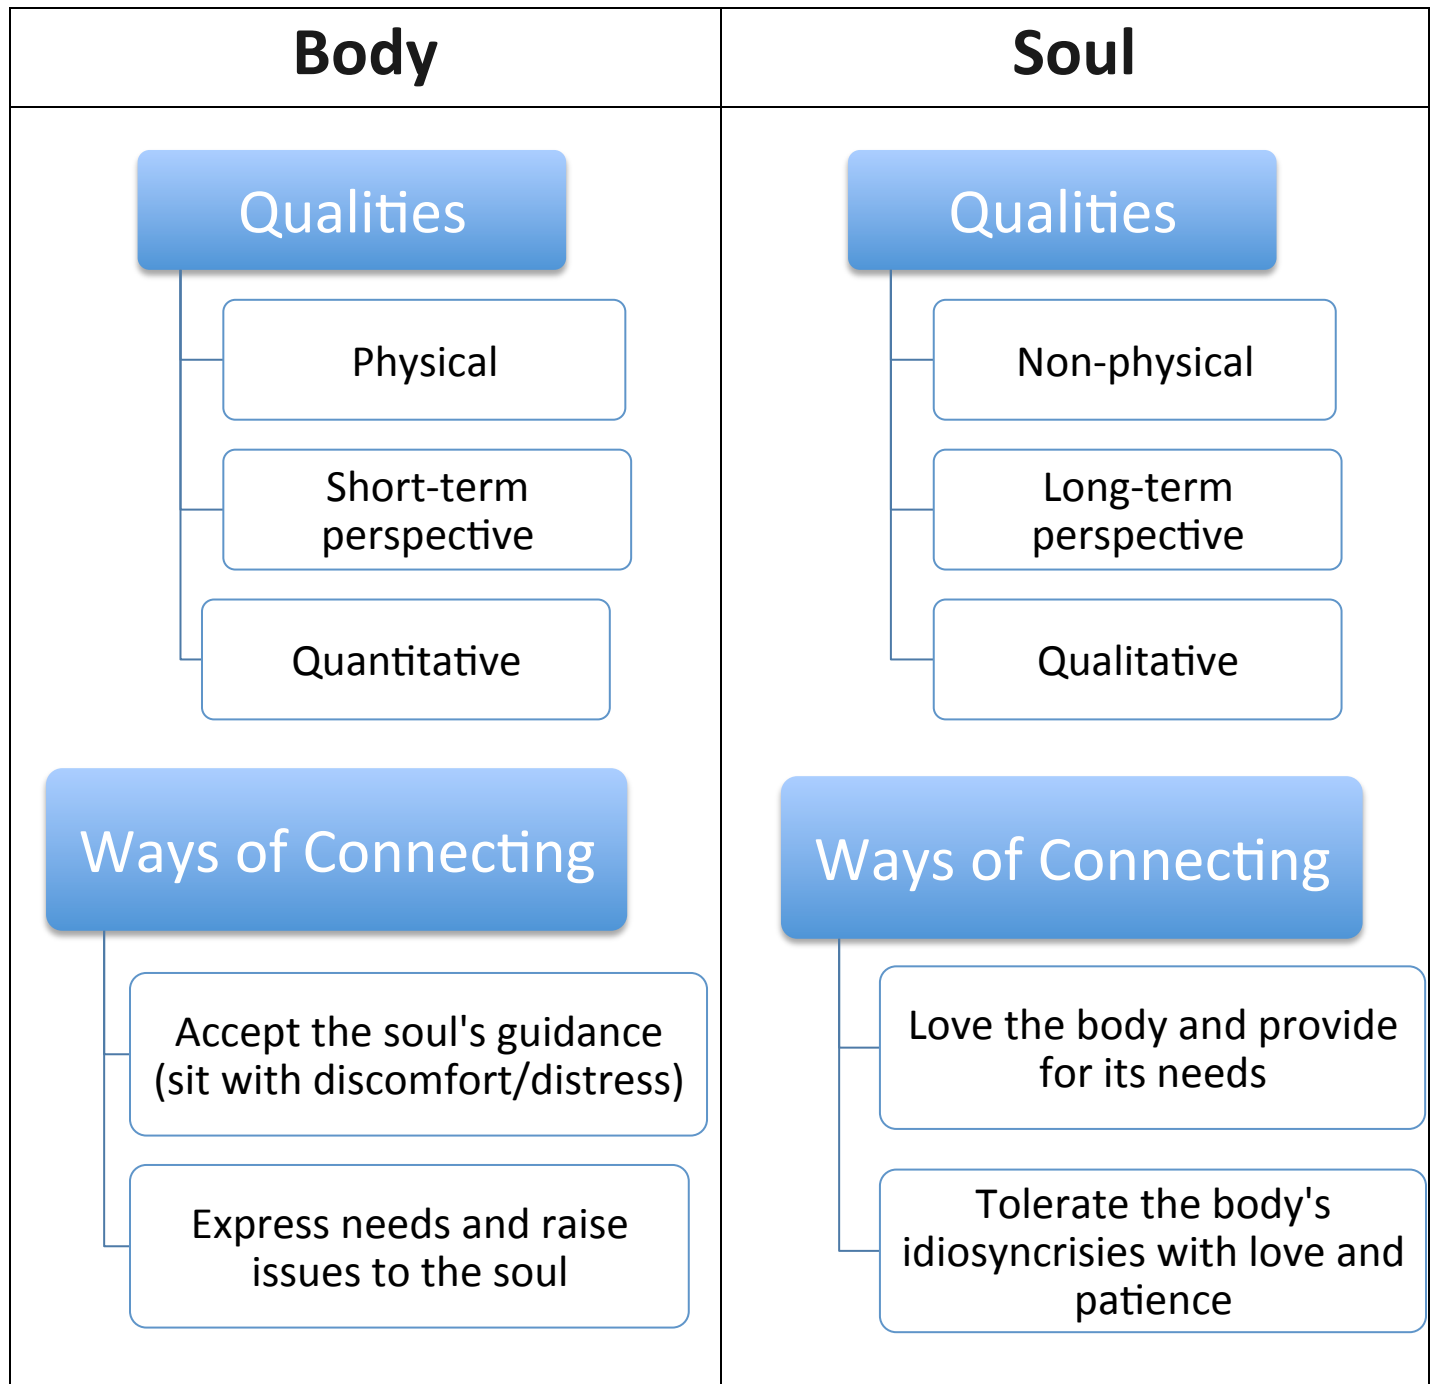 Body
Soul
Qualities
Physical
Short-term
perspective
Quantitative
Ways of Connecting
Accept the soul's guidance
(sit with discomfort/distress)
Express needs and raise
issues to the soul
Qualities
Non-physical
Long-term
perspective
Qualitative
Ways of Connecting
Love the body and provide
for its needs
Tolerate the body's
idiosyncrisies with love and
patience